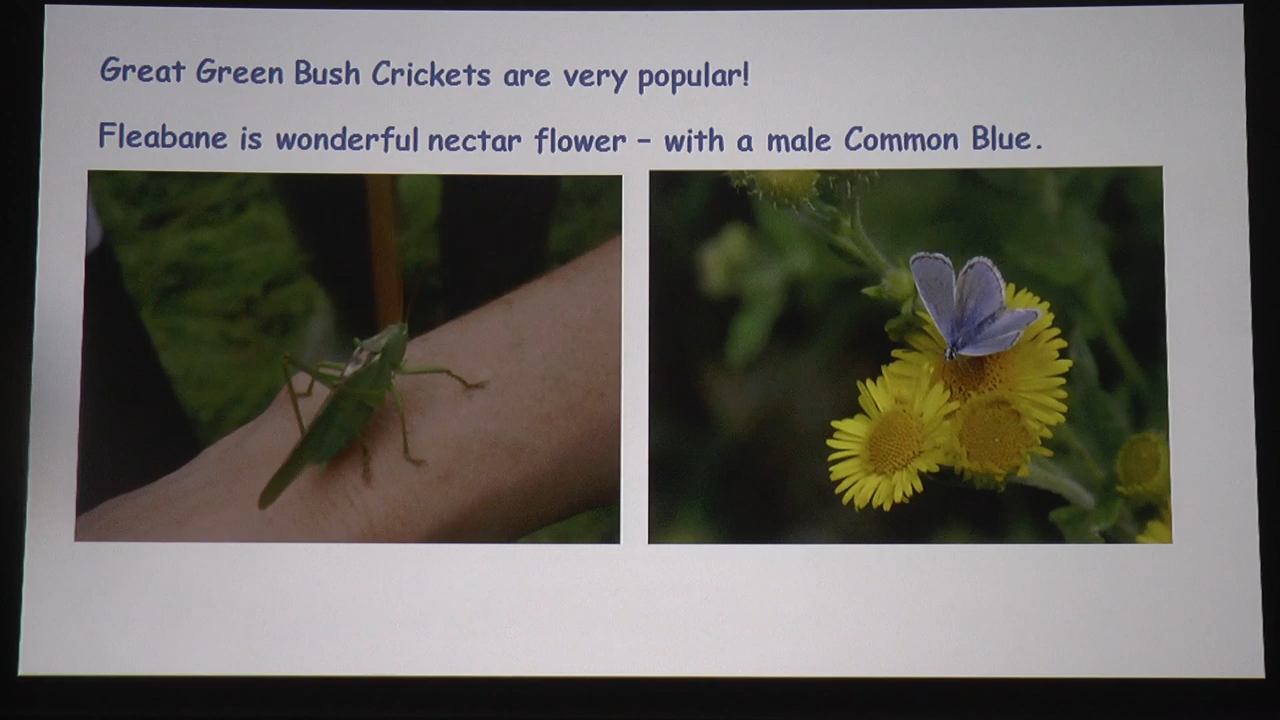 Great Green Bush Crickets are very popular!
Fleabane is wonderful nectar flower – with a male Common Blue.